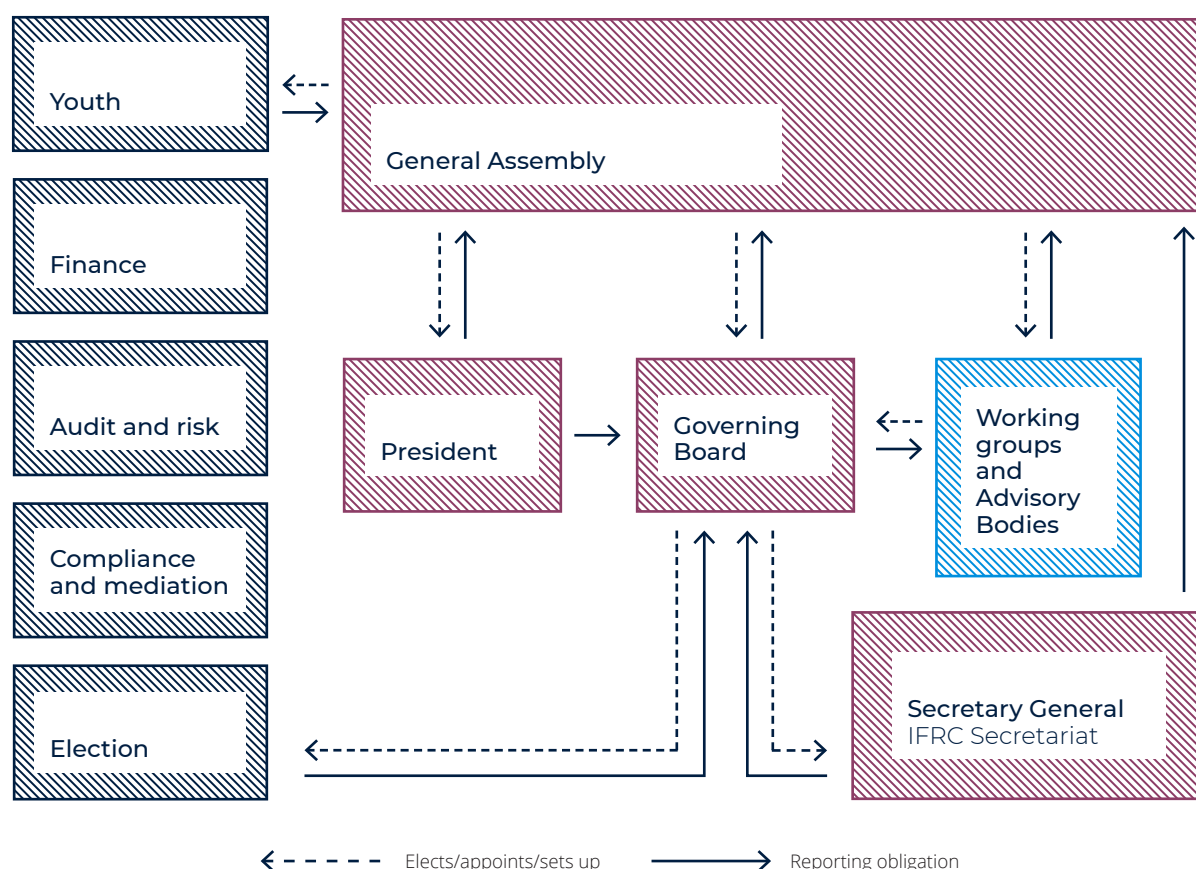 Youth
General Assembly
Finance
Audit and risk
President
Governing
Board
Working
groups
and
Advisory
Bodies
Compliance
and mediation
Election
Secretary General
IFRC Secretariat
Elects/appoints/sets up
Reporting obligation